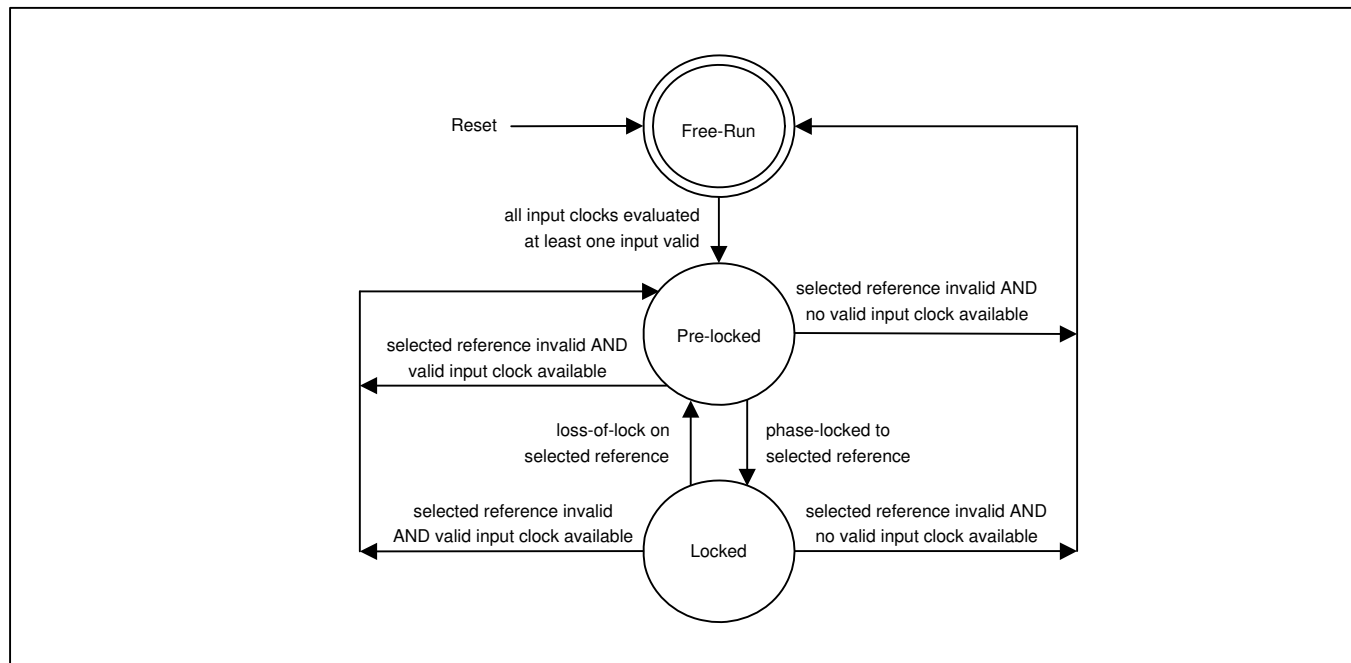 Free-Run
Reset
all input clocks evaluated
at least one input valid
selected reference invalid AND
no valid input clock available
Pre-locked
selected reference invalid AND
valid input clock available
loss-of-lock on
selected reference
phase-locked to
selected reference
selected reference invalid
AND valid input clock available
Locked
selected reference invalid AND
no valid input clock available